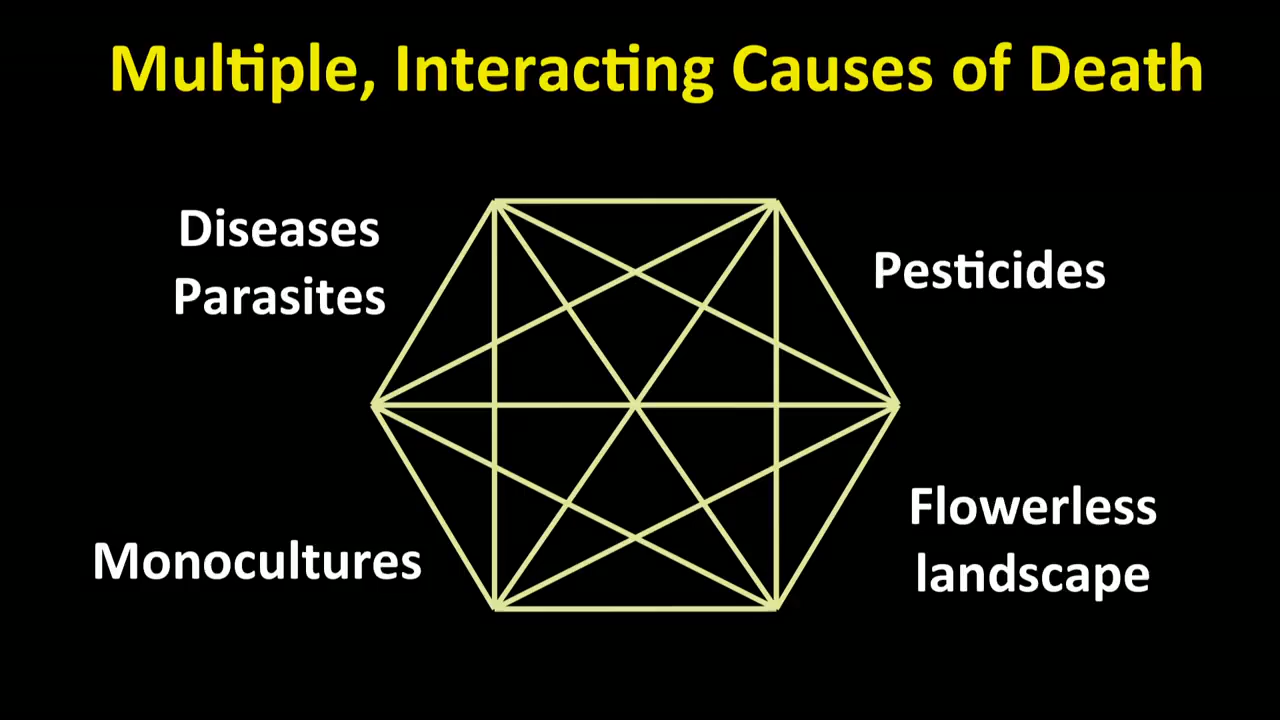 Multiple, Interacting Causes of Death
Diseases
Parasites
Pesticides
Monocultures
Flowerless
landscape